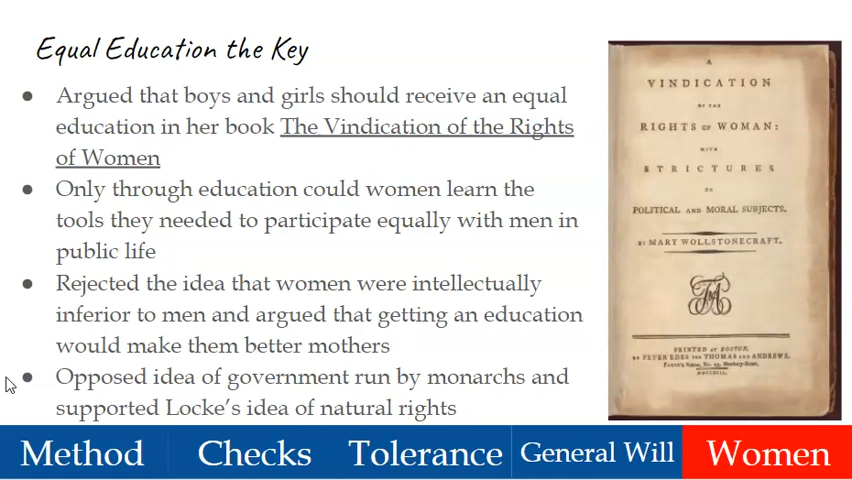 Equal Education the Key
● Argued that boys and girls should receive an equal
education in her book The Vindication of the Rights
of Women
● Only through education could women learn the
tools they needed to participate equally with men in
public life
● Rejected the idea that women were intellectually
inferior to men and argued that getting an education
would make them better mothers
● Opposed idea of government run by monarchs and
supported Locke's idea of natural rights
A
VINDICATION
OF THE
RIGHTS OF WOMAN:
WITH
STRICTURES
ON
POLITICAL AND MORAL SUBJECTS.
BY MARY WOLLSTONECRAFT.
PRINTED AT BOSTON,
BY PETER EDES FOR THOMAS AND ANDREWS,
MDCCXCII.
Method
Checks
Tolerance
General Will
Women